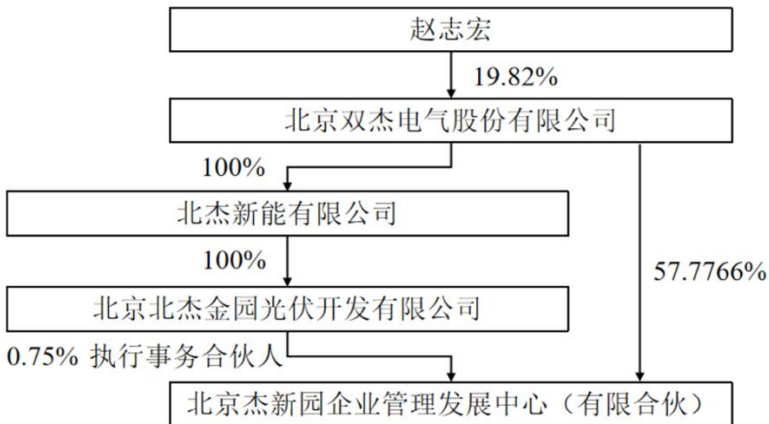 赵志宏
19.82%
北京双杰电气股份有限公司
100%
北杰新能有限公司
100%
57.7766%
北京北杰金园光伏开发有限公司
0.75% 执行事务合伙人
北京杰新园企业管理发展中心（有限合伙）